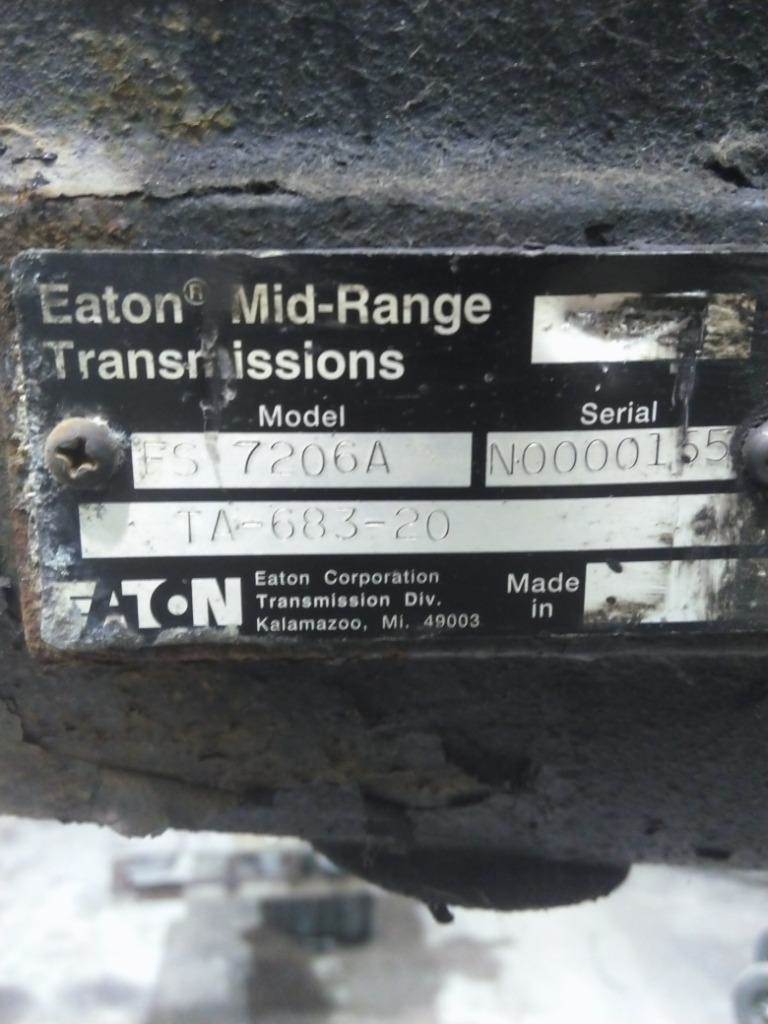 Eaton® Mid-Range
Transmissions
Model
Serial
FS 7206A
N0000155
TA-683-20
EATON
Eaton Corporation
Transmission Div.
Kalamazoo, Mi. 49003
Made
in